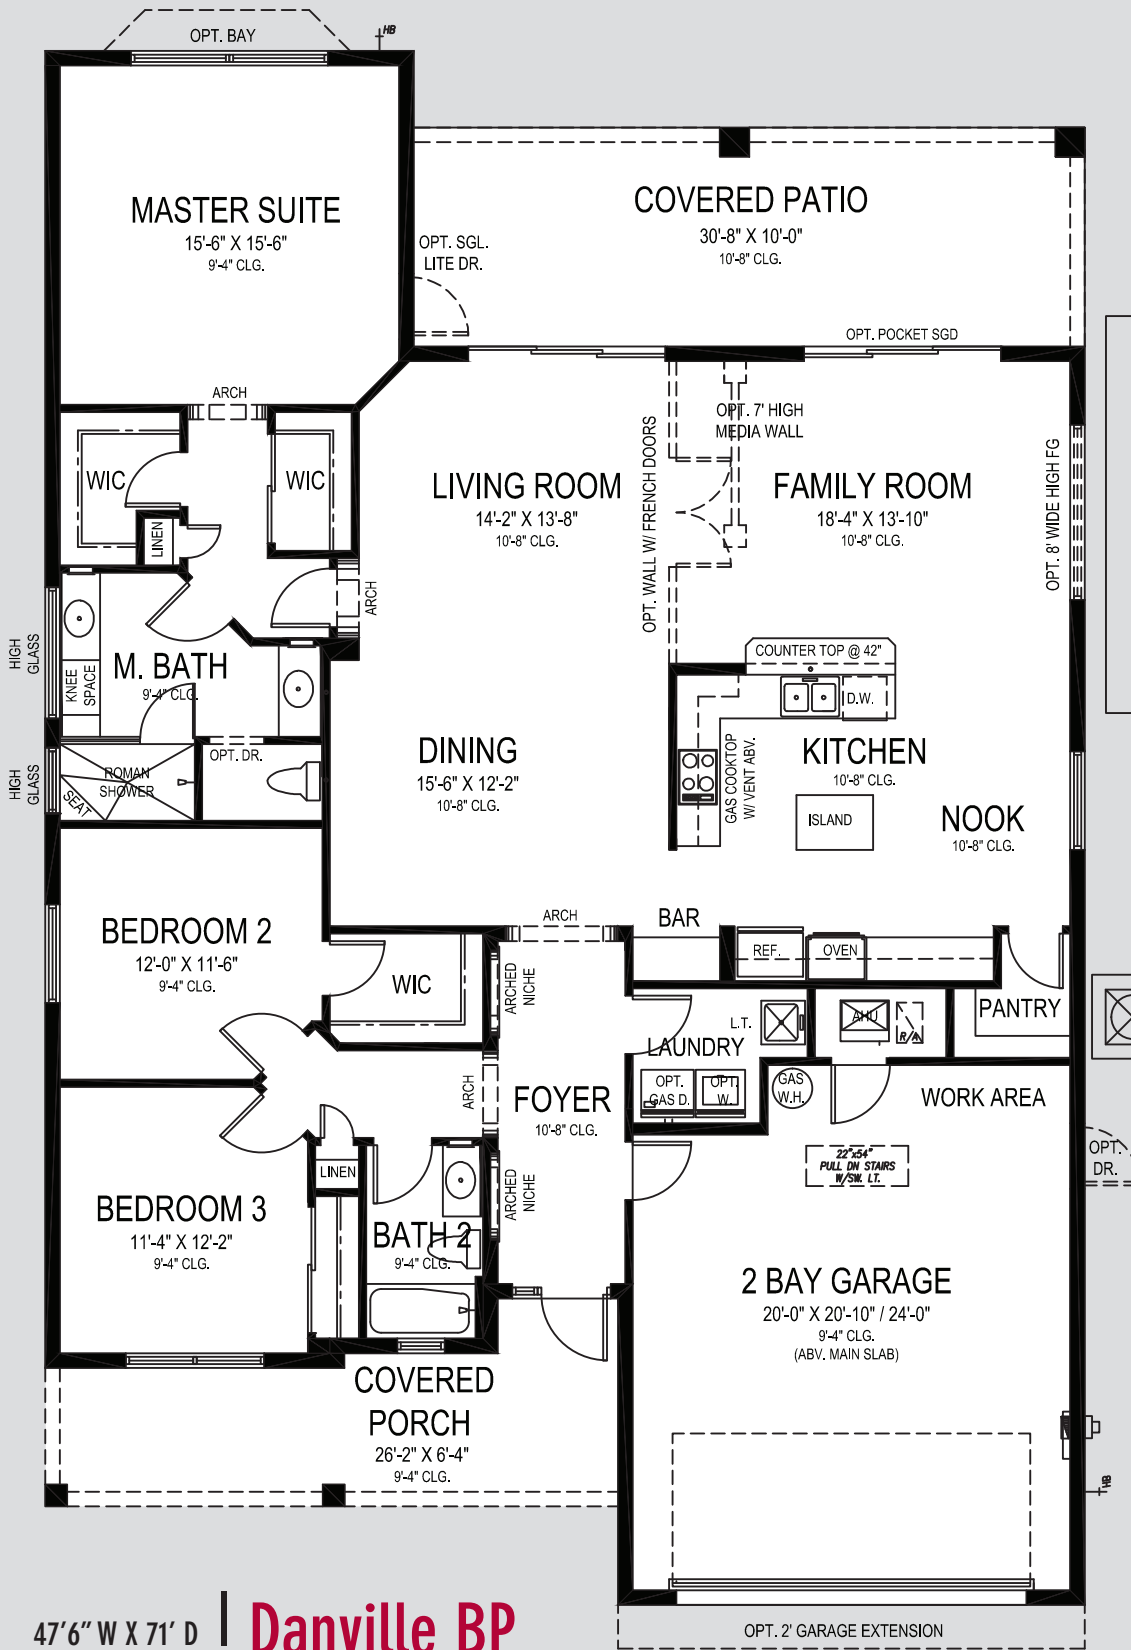 OPT. BAY
HB
MASTER SUITE
15'-6" X 15'-6"
9'-4" CLG.
COVERED PATIO
30'-8" X 10'-0"
10'-8" CLG.
OPT. SGL.
LITE DR.
OPT. POCKET SGD
ARCH
WIC
WIC
LINEN
OPT. 7' HIGH
MEDIA WALL
OPT. WALL W/ FRENCH DOORS
LIVING ROOM
14'-2" X 13'-8"
10'-8" CLG.
FAMILY ROOM
18'-4" X 13'-10"
10'-8" CLG.
OPT. 8' WIDE HIGH FG
ARCH
HIGH
GLASS
KNEE
SPACE
M. BATH
9'-4" CLG.
COUNTER TOP @ 42"
D.W.
HIGH
GLASS
ROMAN
SHOWER
SEAT
OPT. DR.
DINING
15'-6" X 12'-2"
10'-8" CLG.
GAS COOKTOP
W/ VENT ABV.
KITCHEN
10'-8" CLG.
ISLAND
NOOK
10'-8" CLG.
BEDROOM 2
12'-0" X 11'-6"
9'-4" CLG.
WIC
ARCH
ARCHED
NICHE
BAR
REF.
OVEN
PANTRY
L.T.
LAUNDRY
AHU
R/A
OPT.
GAS D.
OPT.
W.
GAS
W.H.
WORK AREA
ARCH
FOYER
10'-8" CLG.
22"x54"
PULL DN STAIRS
W/SW. LT.
OPT.
DR.
LINEN
ARCHED
NICHE
BEDROOM 3
11'-4" X 12'-2"
9'-4" CLG.
BATH 2
9'-4" CLG.
2 BAY GARAGE
20'-0" X 20'-10" / 24'-0"
9'-4" CLG.
(ABV. MAIN SLAB)
COVERED
PORCH
26'-2" X 6'-4"
9'-4" CLG.
HB
OPT. 2' GARAGE EXTENSION
47'6" W X 71' D
Danville BP